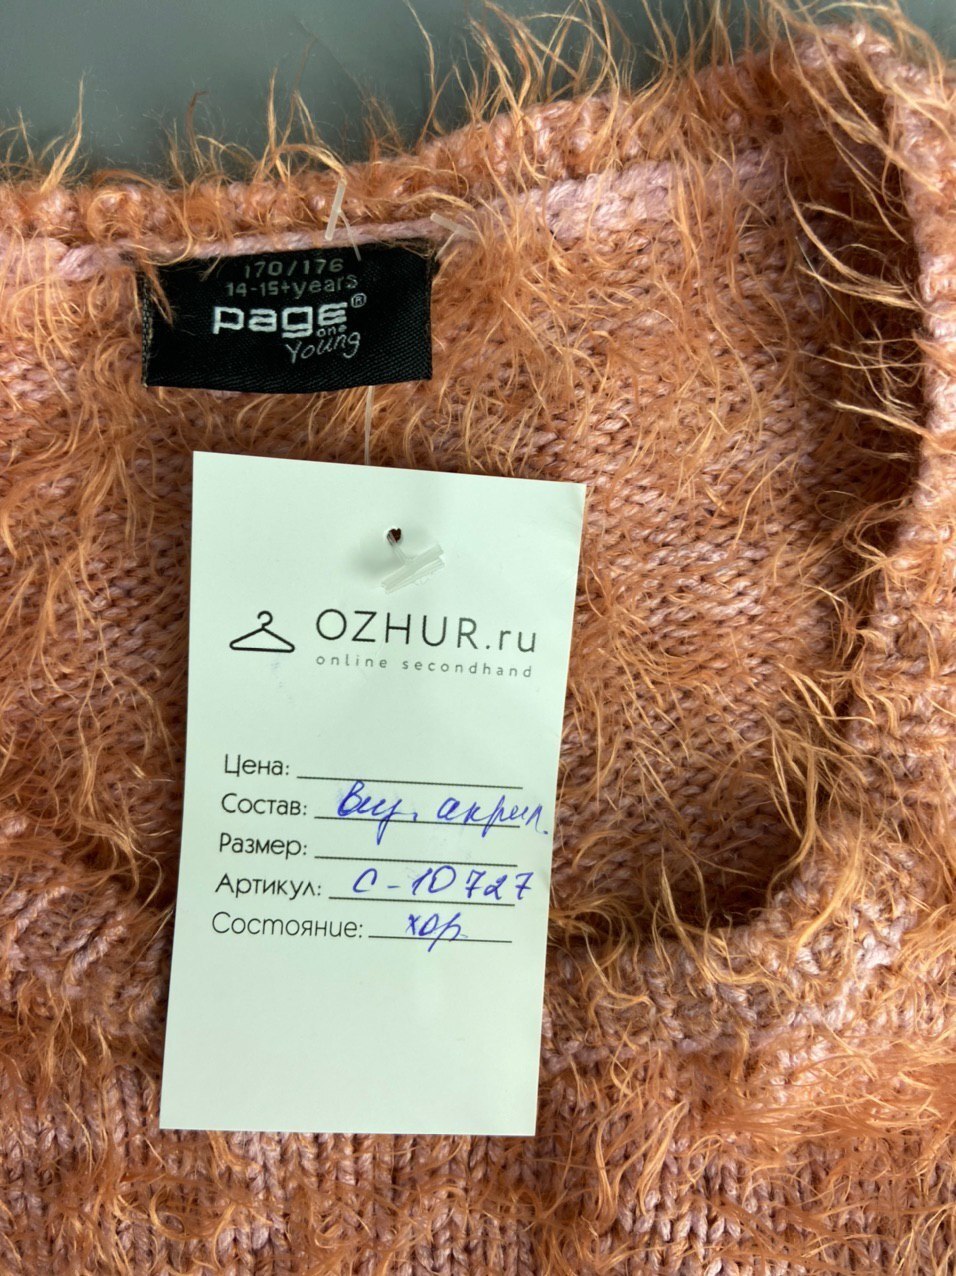 170/176
14-15+years
page®
one
Young
OZHUR.ru
online secondhand
Цена:
Состав: виз. акрил.
Размер:
Артикул: С-10727
Состояние: хор.